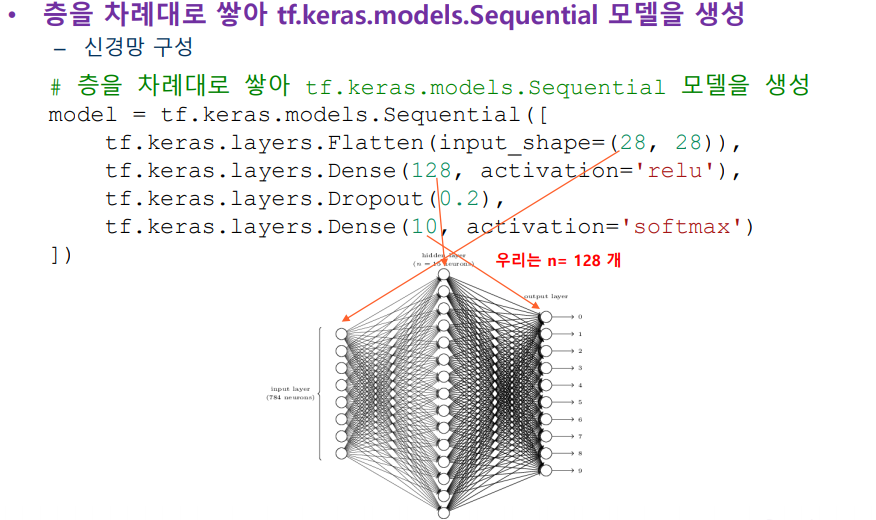 • 층을 차례대로 쌓아 tf.keras.models.Sequential 모델을 생성
– 신경망 구성
# 층을 차례대로 쌓아 tf.keras.models.Sequential 모델을 생성
model = tf.keras.models.Sequential([
    tf.keras.layers.Flatten(input_shape=(28, 28)),
    tf.keras.layers.Dense(128, activation='relu'),
    tf.keras.layers.Dropout(0.2),
    tf.keras.layers.Dense(10, activation='softmax')
])
hidden layer
(n = 15 neurons)
우리는 n= 128 개
output layer
input layer
(784 neurons)
0
1
2
3
4
5
6
7
8
9